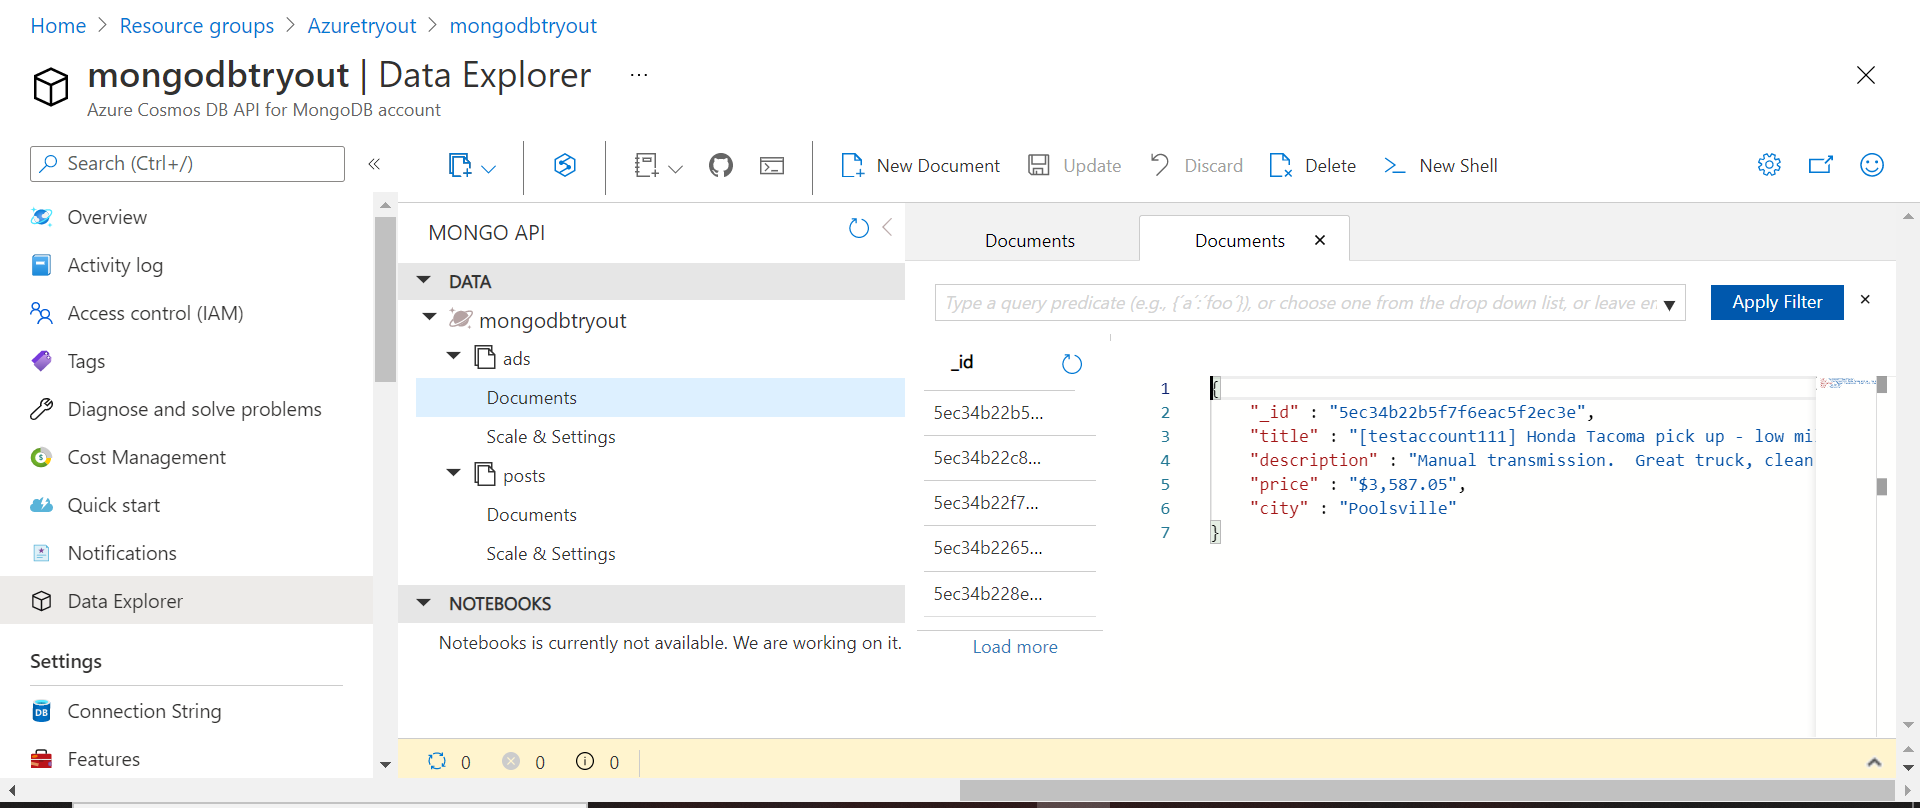 Home > Resource groups > Azuretryout > mongodbtryout
mongodbtryout | Data Explorer ...
Azure Cosmos DB API for MongoDB account
Search (Ctrl+/)
«
New Document
Update
Discard
Delete
New Shell
Overview
Activity log
Access control (IAM)
Tags
Diagnose and solve problems
Cost Management
Quick start
Notifications
Data Explorer
Settings
Connection String
Features
MONGO API
DATA
mongodbtryout
ads
Documents
Scale & Settings
posts
Documents
Scale & Settings
NOTEBOOKS
Notebooks is currently not available. We are working on it.
Documents
Documents
Type a query predicate (e.g., {´a´:´foo´}), or choose one from the drop down list, or leave
Apply Filter
_id
5ec34b22b5...
5ec34b22c8...
5ec34b22f7...
5ec34b2265...
5ec34b228e...
Load more
1 {
2 "_id" : "5ec34b22b5f7f6eac5f2ec3e",
3 "title" : "[testaccount111] Honda Tacoma pick up - low mi
4 "description" : "Manual transmission.  Great truck, clean
5 "price" : "$3,587.05",
6 "city" : "Poolsville"
7 }
0 0 0